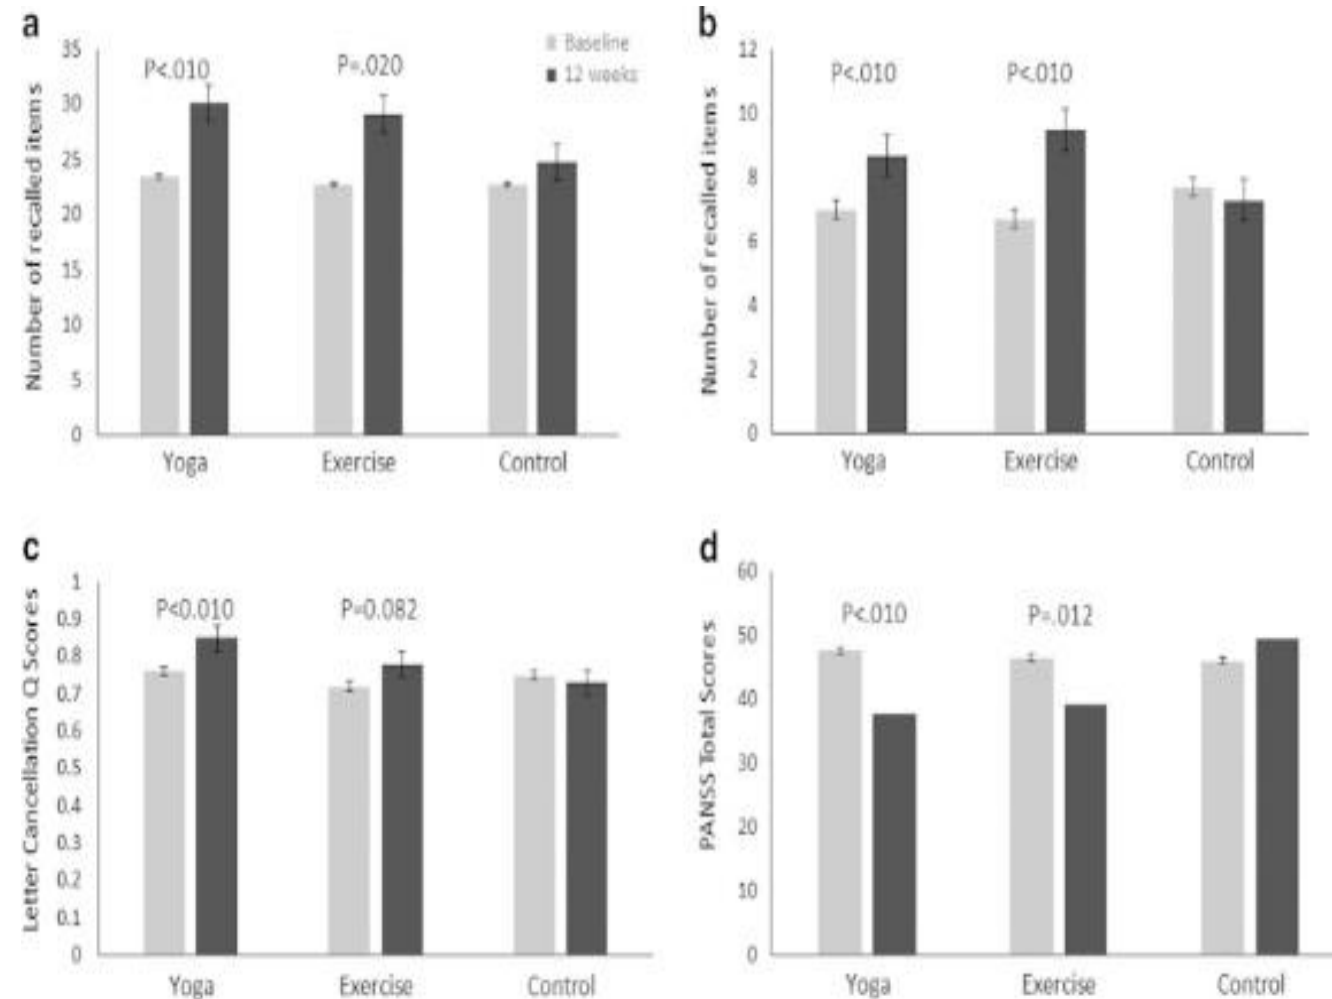 a
Number of recalled items
35
30
25
20
15
10
5
0
P<.010
P=.020
Baseline
12 weeks
Yoga
Exercise
Control
b
Number of recalled items
12
10
8
6
4
2
0
P<.010
P<.010
Yoga
Exercise
Control
c
Letter Cancellation Q Scores
1
0.9
0.8
0.7
0.6
0.5
0.4
0.3
0.2
0.1
0
P<0.010
P=0.082
Yoga
Exercise
Control
d
PANSS Total Scores
60
50
40
30
20
10
0
P<.010
P=.012
Yoga
Exercise
Control